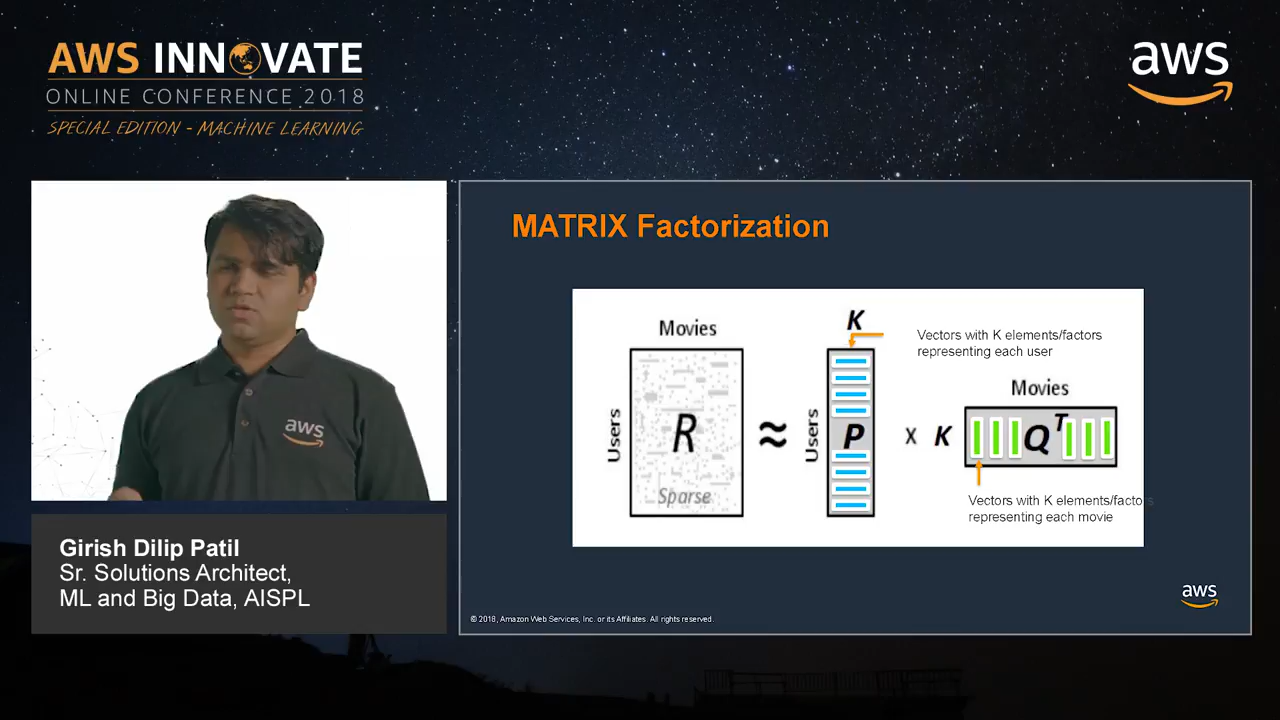 AWS INNOVATE
ONLINE CONFERENCE 2018
SPECIAL EDITION - MACHINE LEARNING
aws
aws
Girish Dilip Patil
Sr. Solutions Architect,
ML and Big Data, AISPL
MATRIX Factorization
Movies
Users
R
Sparse
≈
K
Users
P
Vectors with K elements/factors
representing each user
x K
Movies
Q^T
Vectors with K elements/factors
representing each movie
aws
© 2018, Amazon Web Services, Inc. or its Affiliates. All rights reserved.